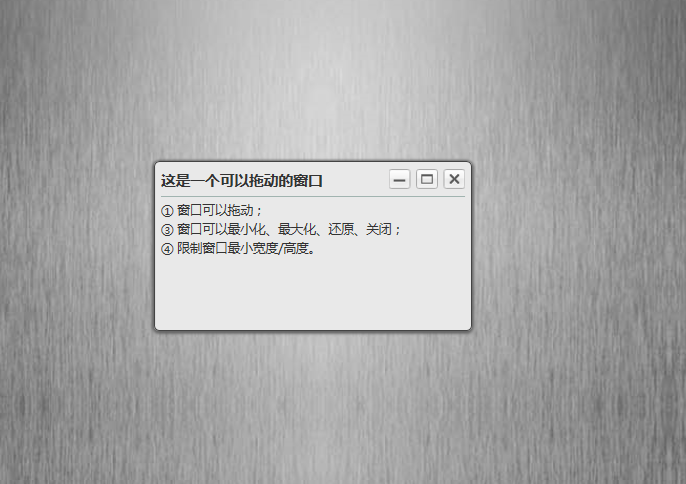 这是一个可以拖动的窗口
① 窗口可以拖动；
③ 窗口可以最小化、最大化、还原、关闭；
④ 限制窗口最小宽度/高度。